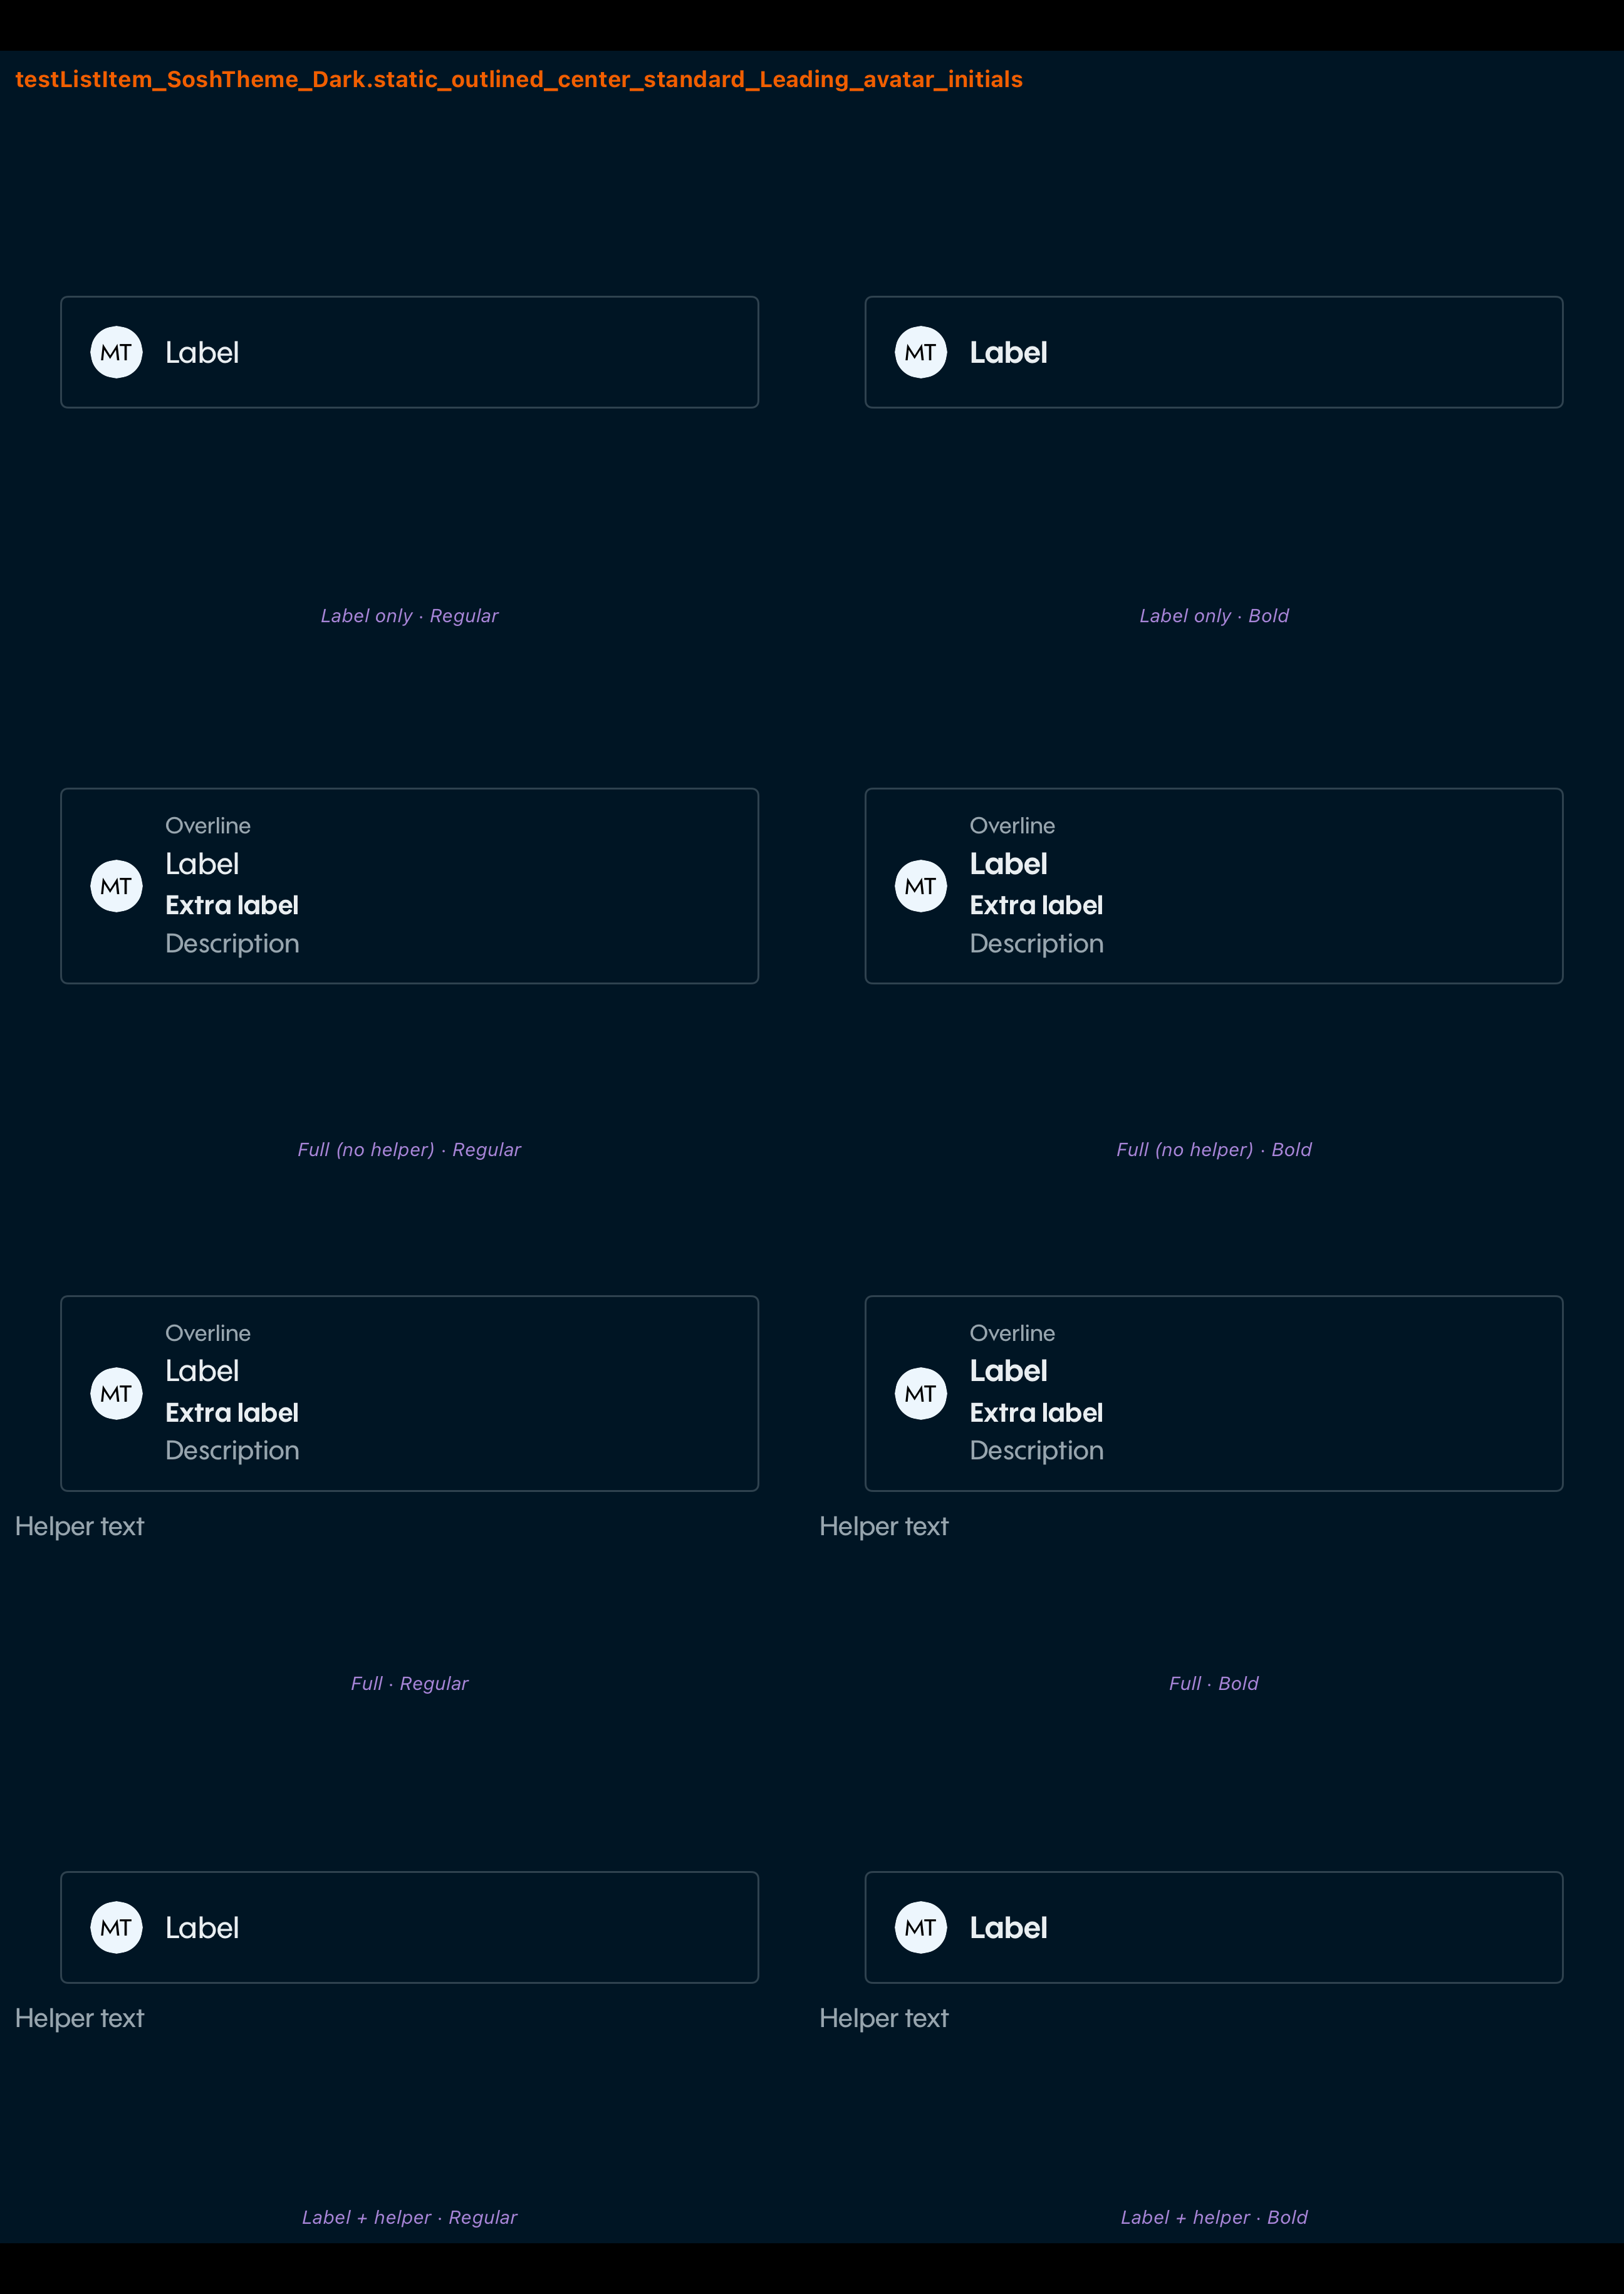 testListItem_SoshTheme_Dark.static_outlined_center_standard_Leading_avatar_initials
MT Label
MT Label
Label only · Regular
Label only · Bold
Overline
Label
MT
Extra label
Description
Overline
Label
MT
Extra label
Description
Full (no helper) · Regular
Full (no helper) · Bold
Overline
Label
MT
Extra label
Description
Helper text
Overline
Label
MT
Extra label
Description
Helper text
Full · Regular
Full · Bold
MT Label
Helper text
MT Label
Helper text
Label + helper · Regular
Label + helper · Bold